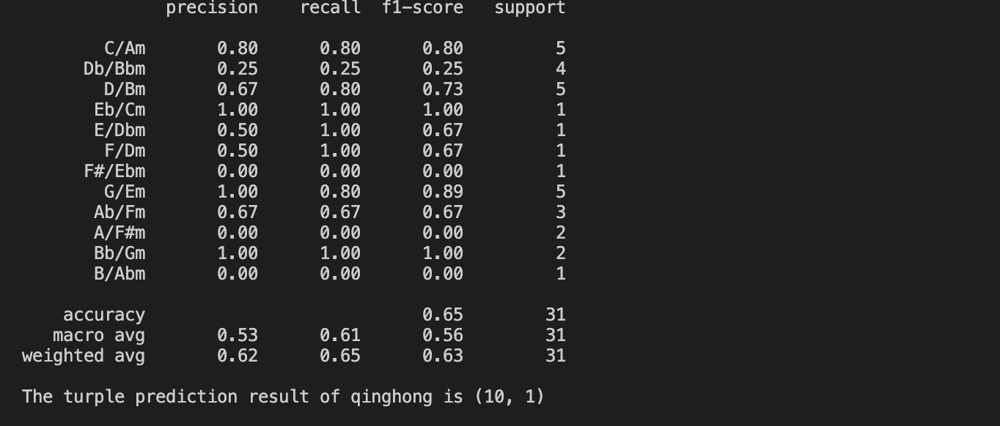 precision recall f1-score support
C/Am 0.80 0.80 0.80 5
Db/Bbm 0.25 0.25 0.25 4
D/Bm 0.67 0.80 0.73 5
Eb/Cm 1.00 1.00 1.00 1
E/Dbm 0.50 1.00 0.67 1
F/Dm 0.50 1.00 0.67 1
F#/Ebm 0.00 0.00 0.00 1
G/Em 1.00 0.80 0.89 5
Ab/Fm 0.67 0.67 0.67 3
A/F#m 0.00 0.00 0.00 2
Bb/Gm 1.00 1.00 1.00 2
B/Abm 0.00 0.00 0.00 1
accuracy 0.65 31
macro avg 0.53 0.61 0.56 31
weighted avg 0.62 0.65 0.63 31
The turple prediction result of qinghong is (10, 1)